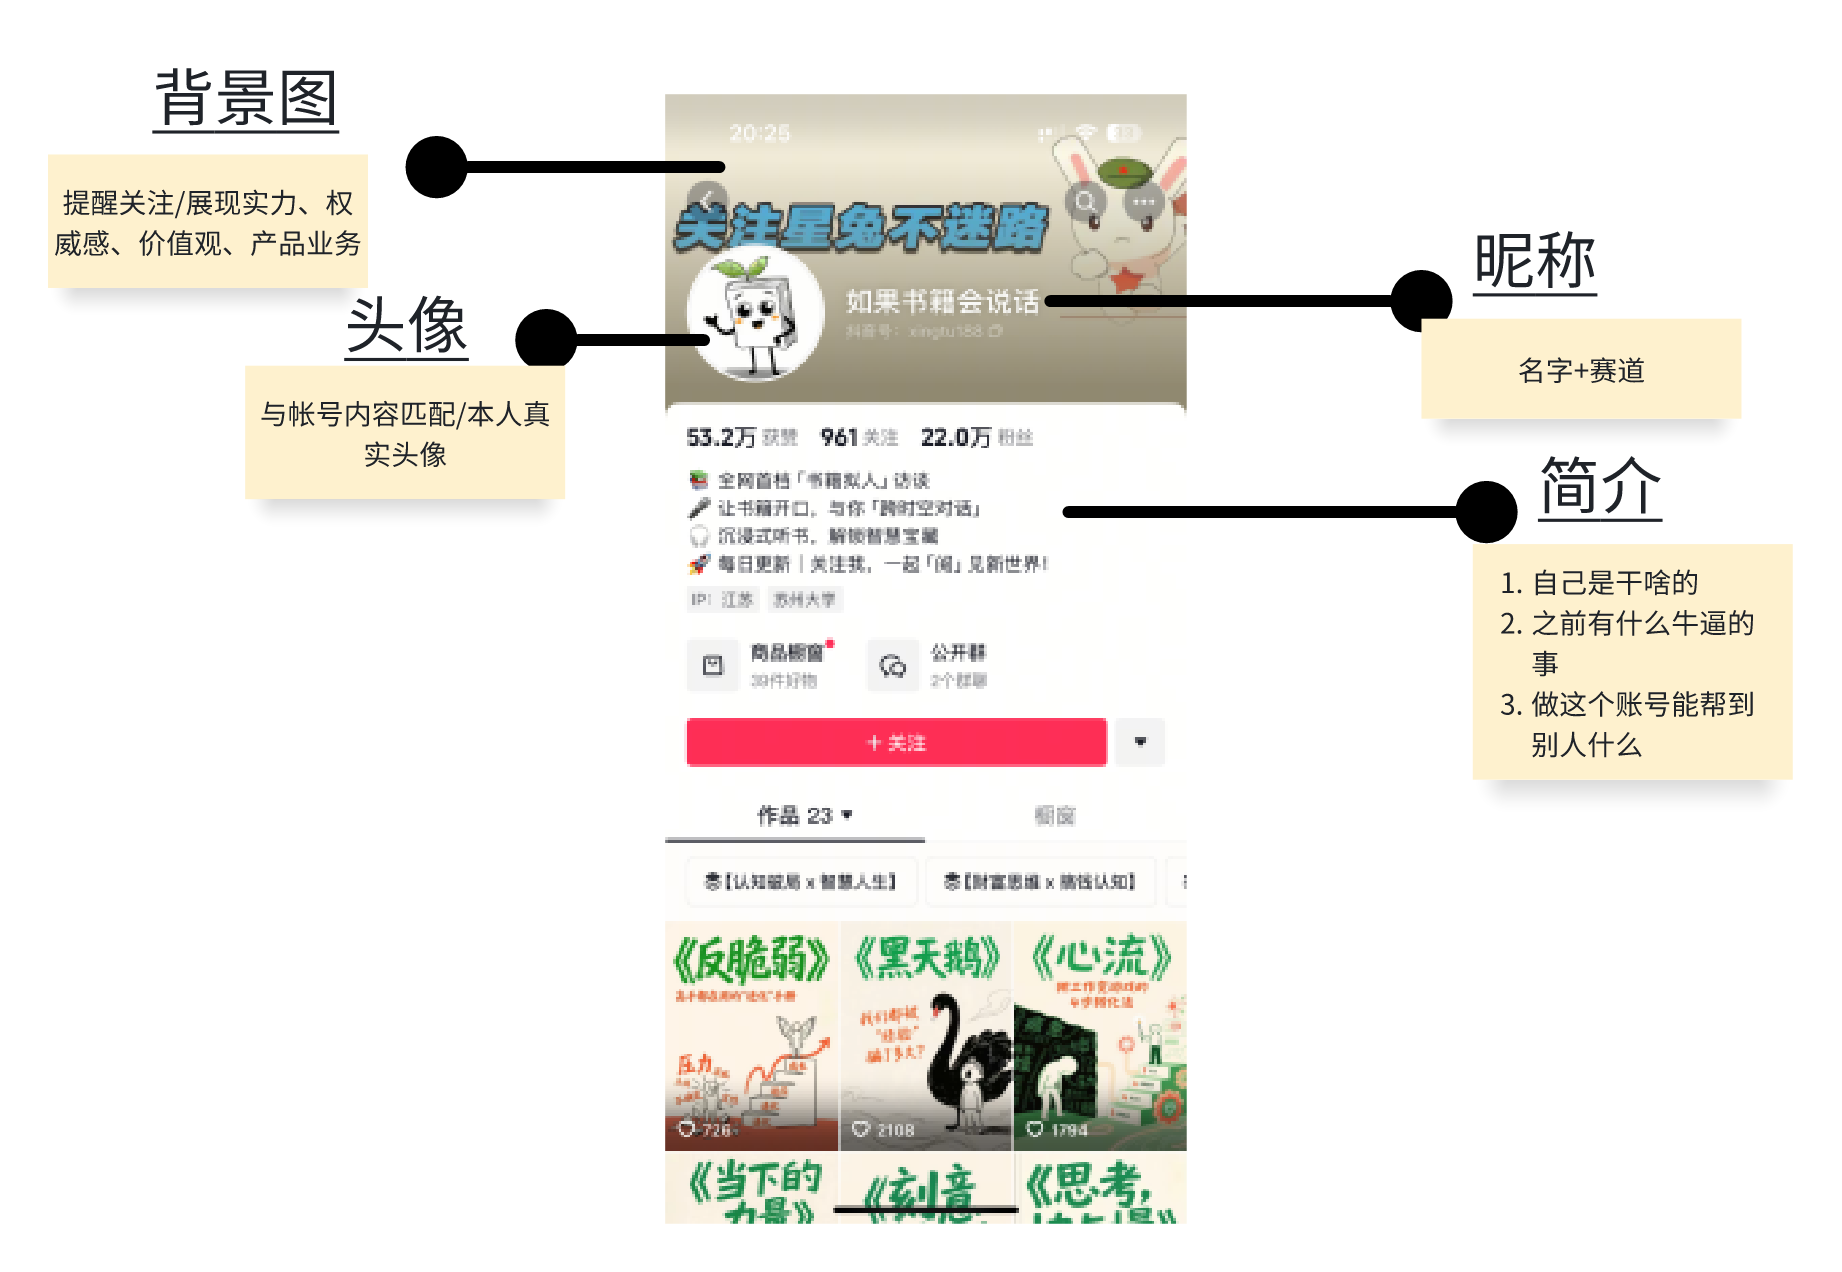 背景图
提醒关注/展现实力、权
威感、价值观、产品业务
头像
与帐号内容匹配/本人真
实头像
20:25
关注星兔不迷路
如果书籍会说话
抖音号: xingtu188
53.2万 获赞 961 关注 22.0万 粉丝
全网首档「书籍拟人」访谈
让书籍开口，与你「跨时空对话」
沉浸式听书，解锁智慧宝藏
每日更新｜关注我，一起「阅」见新世界!
IP: 江苏 苏州大学
商品橱窗
39件好物
公开群
2个群聊
+ 关注
作品 23
橱窗
【认知破局 x 智慧人生】
【财富思维 x 搞钱认知】
《反脆弱》
压力
726
《黑天鹅》
我们都被
"经验"
骗了多久?
2108
《心流》
1794
《当下的
力量》
《刻意
《思考,
昵称
名字+赛道
简介
1. 自己是干啥的
2. 之前有什么牛逼的
事
3. 做这个账号能帮到
别人什么